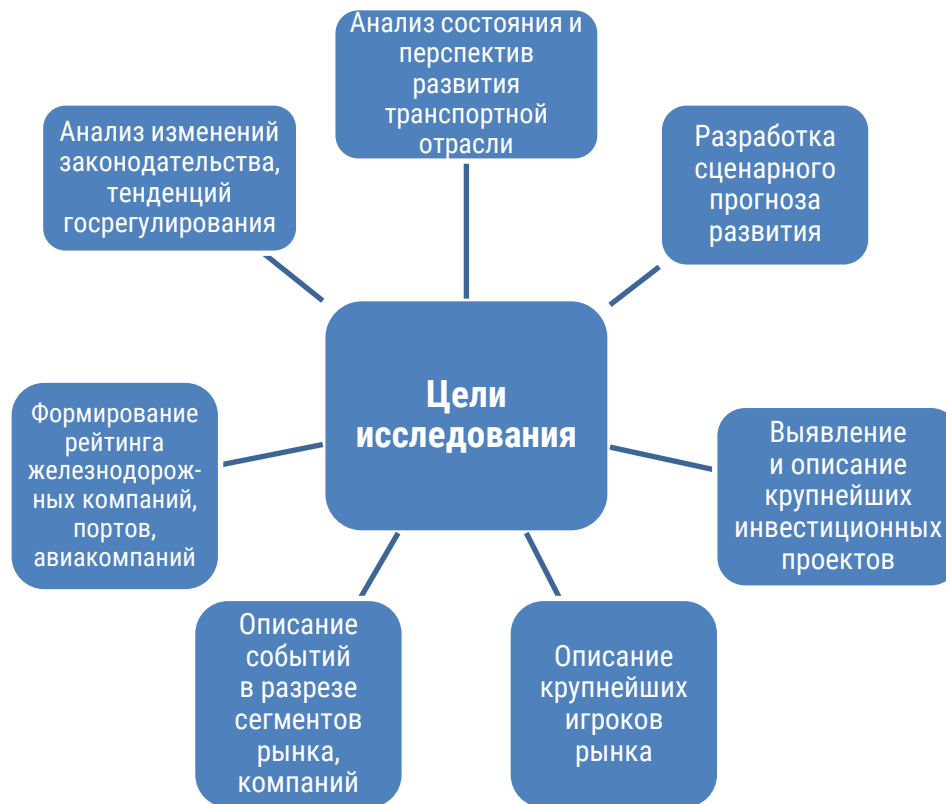 Анализ состояния и
перспектив
развития
транспортной
отрасли
Анализ изменений
законодательства,
тенденций
госрегулирования
Разработка
сценарного
прогноза
развития
Цели
исследования
Формирование
рейтинга
железнодорож-
ных компаний,
портов,
авиакомпаний
Выявление
и описание
крупнейших
инвестиционных
проектов
Описание
событий
в разрезе
сегментов
рынка,
компаний
Описание
крупнейших
игроков
рынка